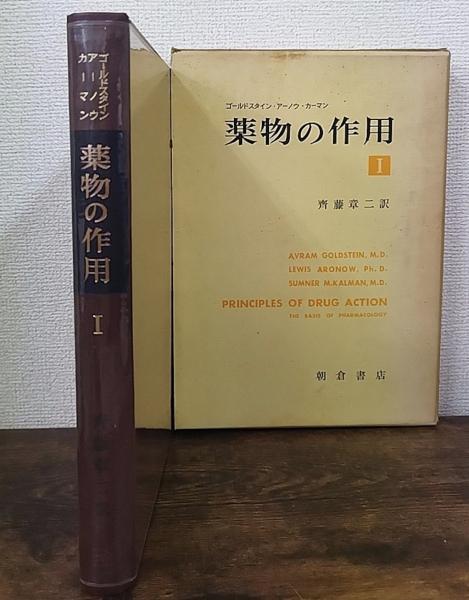 ゴールドスタイン
アーノウ
カーマン
薬物の作用
I
ゴールドスタイン・アーノウ・カーマン
薬物の作用
I
齊藤章二訳
AVRAM GOLDSTEIN, M.D.
LEWIS ARONOW, Ph.D.
SUMNER M.KALMAN, M.D.
PRINCIPLES OF DRUG ACTION
THE BASIS OF PHARMACOLOGY
朝倉書店